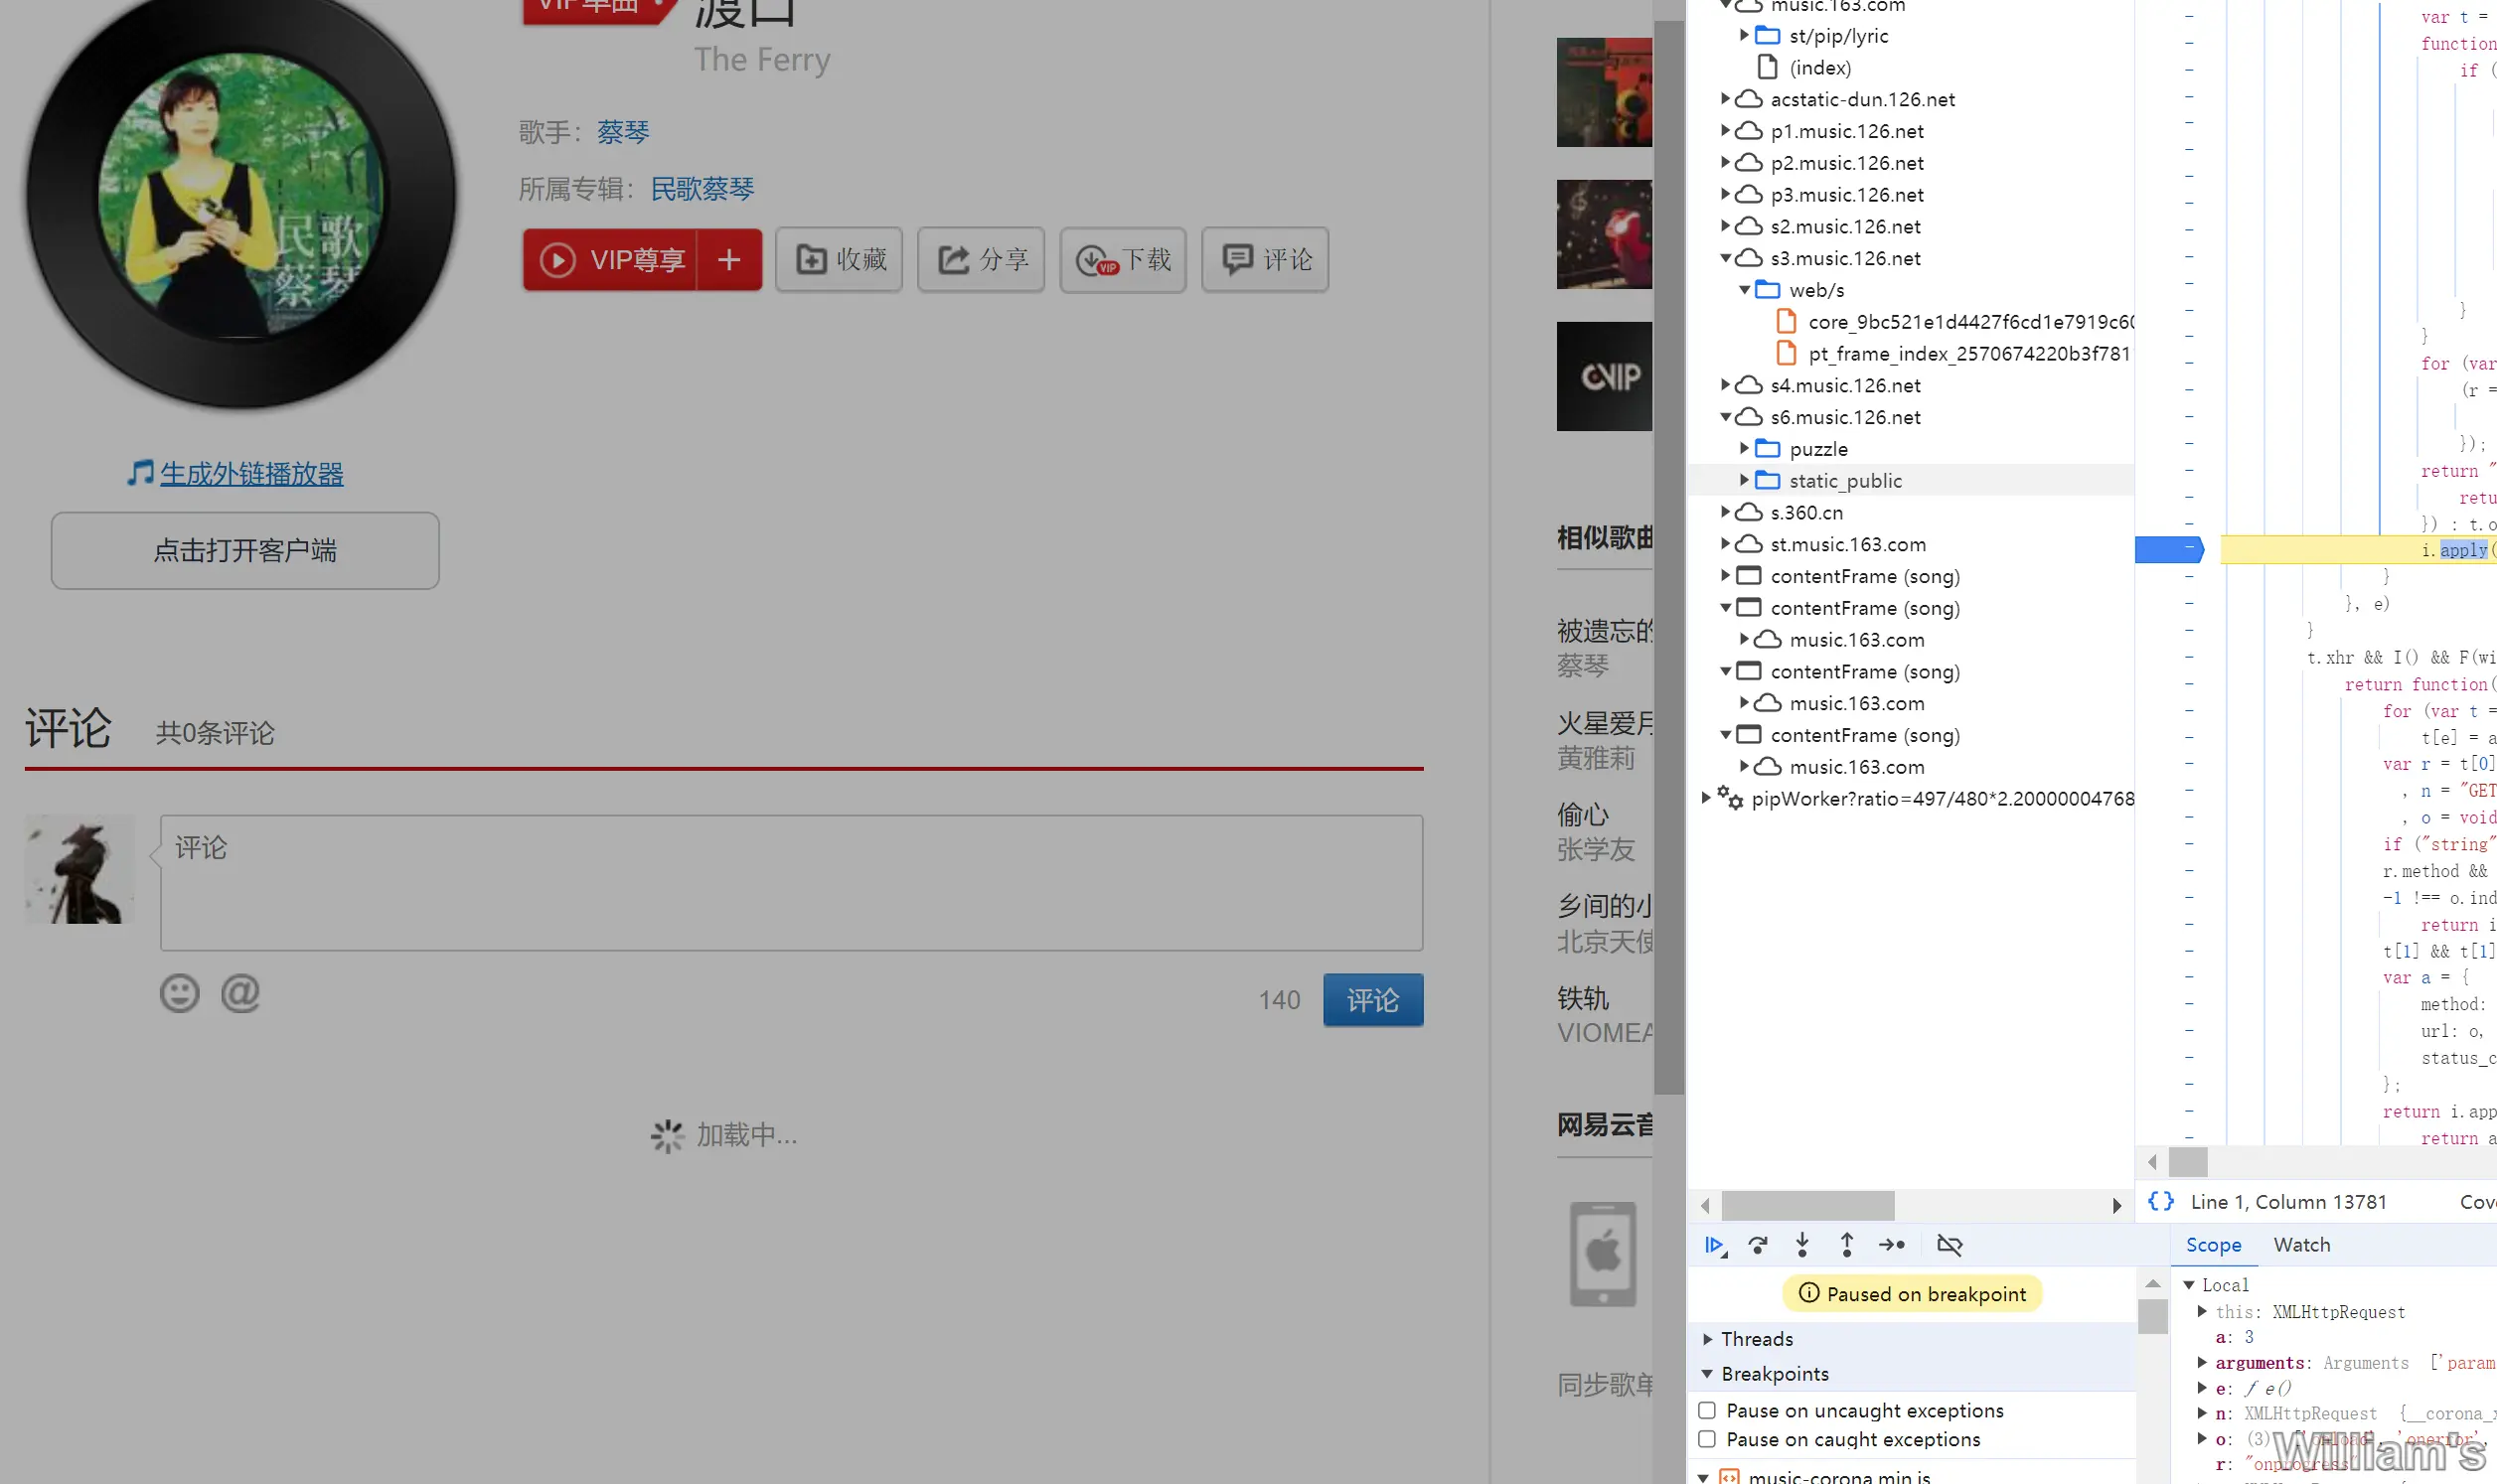 VIP单曲
渡口
The Ferry
歌手：蔡琴
所属专辑：民歌蔡琴
民歌
蔡琴
VIP尊享
+
收藏
分享
VIP
下载
评论
生成外链播放器
点击打开客户端
评论
共0条评论
评论
@
140
评论
加载中...
CVIP
相似歌曲
被遗忘的
蔡琴
火星爱月
黄雅莉
偷心
张学友
乡间的小
北京天使
铁轨
VIOMEA
网易云音
同步歌单
music.163.com
st/pip/lyric
(index)
acstatic-dun.126.net
p1.music.126.net
p2.music.126.net
p3.music.126.net
s2.music.126.net
s3.music.126.net
web/s
core_9bc521e1d4427f6cd1e7919c60
pt_frame_index_2570674220b3f781
s4.music.126.net
s6.music.126.net
puzzle
static_public
s.360.cn
st.music.163.com
contentFrame (song)
contentFrame (song)
music.163.com
contentFrame (song)
music.163.com
contentFrame (song)
music.163.com
pipWorker?ratio=497/480*2.20000004768
var t =
function
if (
}
}
for (var
(r =
});
return "
retu
}) : t.o
i.apply(
}
}, e)
}
t.xhr && I() && F(wi
return function(
for (var t =
t[e] = a
var r = t[0]
, n = "GET
, o = void
if ("string"
r.method &&
-1 !== o.ind
return i
t[1] && t[1]
var a = {
method:
url: o,
status_c
};
return i.app
return a
{} Line 1, Column 13781
Cov
Paused on breakpoint
Threads
Breakpoints
Pause on uncaught exceptions
Pause on caught exceptions
music-corona.min.js
Scope
Watch
Local
this: XMLHttpRequest
a: 3
arguments: Arguments ['param
e: ƒ e()
n: XMLHttpRequest {__corona_x
o: (3) ['onload', 'onerror',
r: "onprogress"
William's